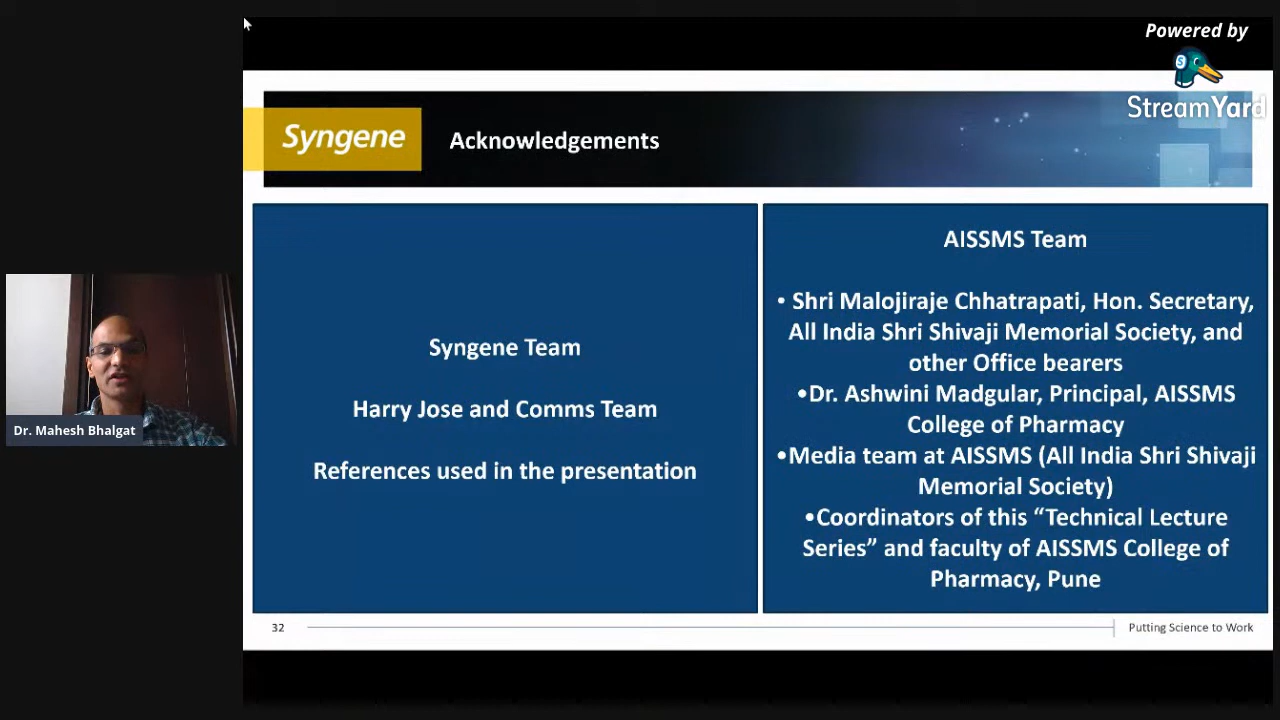 Powered by
StreamYard
Syngene
Acknowledgements
Syngene Team
Harry Jose and Comms Team
References used in the presentation
AISSMS Team
• Shri Malojiraje Chhatrapati, Hon. Secretary,
All India Shri Shivaji Memorial Society, and
other Office bearers
•Dr. Ashwini Madgular, Principal, AISSMS
College of Pharmacy
•Media team at AISSMS (All India Shri Shivaji
Memorial Society)
•Coordinators of this “Technical Lecture
Series” and faculty of AISSMS College of
Pharmacy, Pune
Dr. Mahesh Bhalgat
32
Putting Science to Work